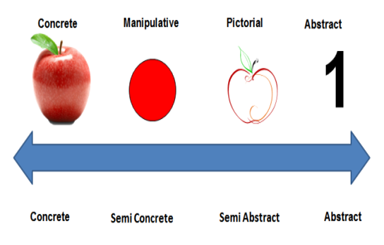 Concrete Manipulative Pictorial Abstract
1
Concrete Semi Concrete Semi Abstract Abstract